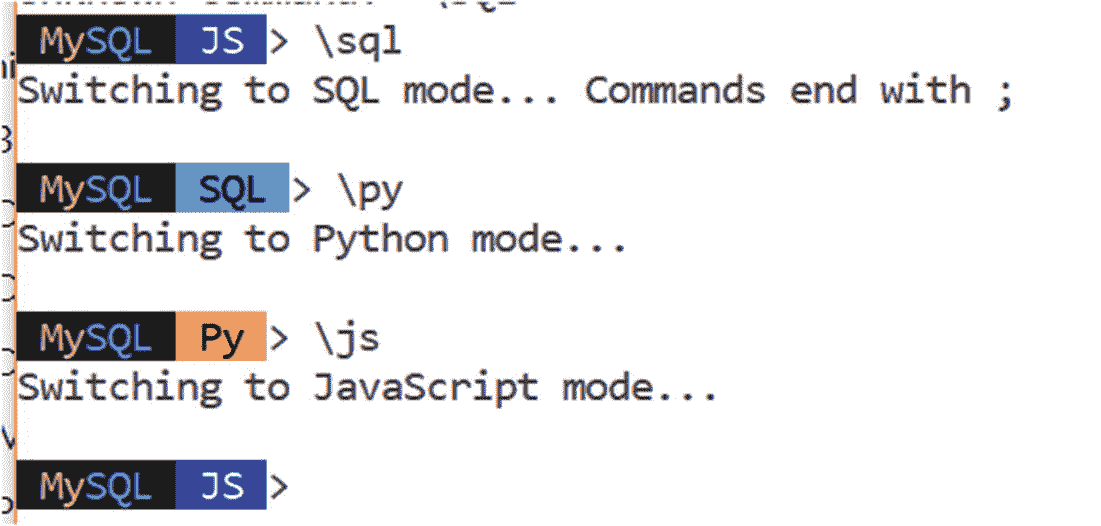 MySQL JS > \sql
Switching to SQL mode... Commands end with ;
MySQL SQL > \py
Switching to Python mode...
MySQL Py > \js
Switching to JavaScript mode...
MySQL JS >